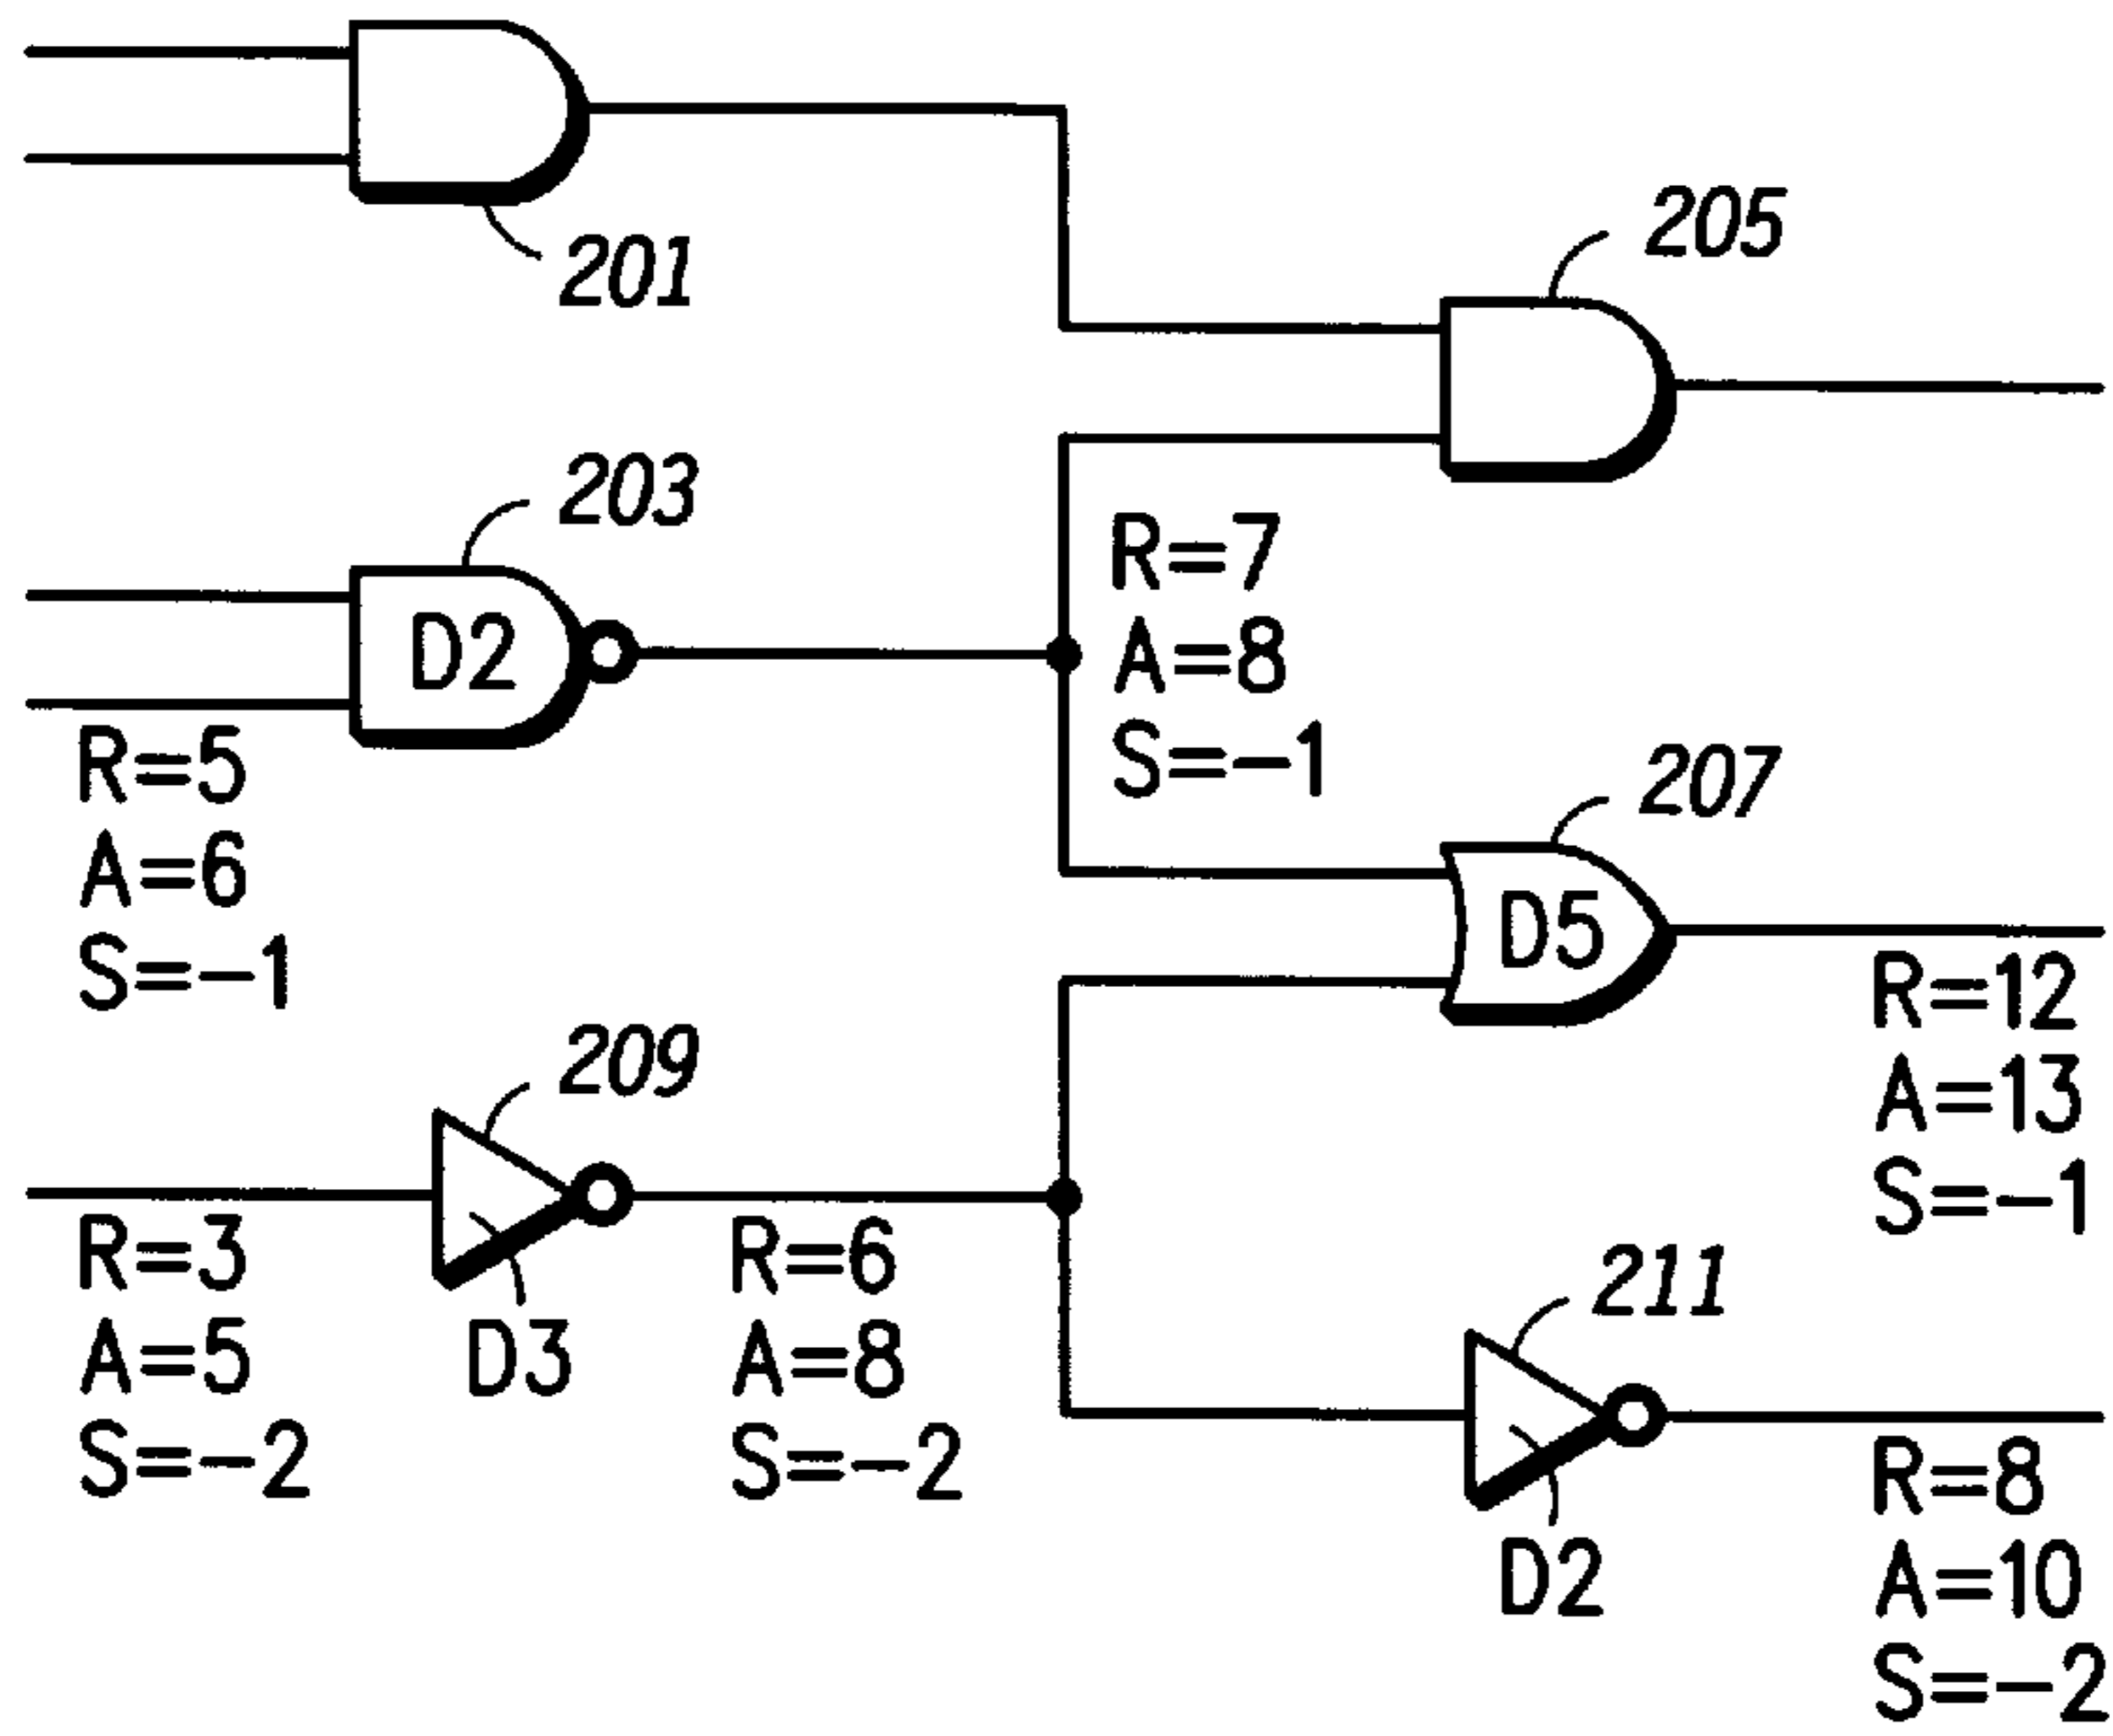 201
205
203
D2
R=7
A=8
S=-1
R=5
A=6
S=-1
207
D5
R=12
A=13
S=-1
209
R=3
A=5
S=-2
D3
R=6
A=8
S=-2
211
D2
R=8
A=10
S=-2